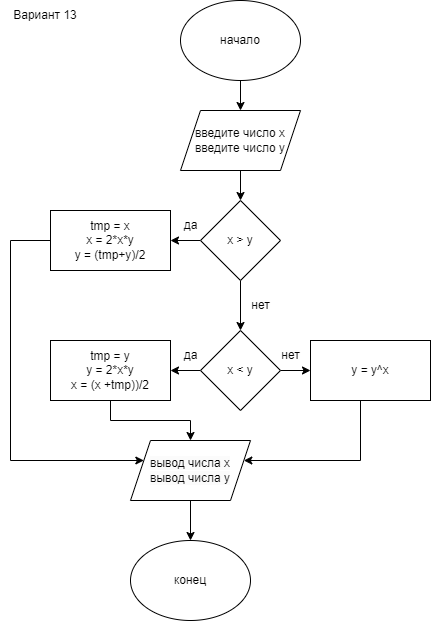 Вариант 13
начало
введите число x
введите число y
да
x > y
tmp = x
x = 2*x*y
y = (tmp+y)/2
нет
да
нет
tmp = y
y = 2*x*y
x = (x +tmp))/2
x < y
y = y^x
вывод числа x
вывод числа y
конец